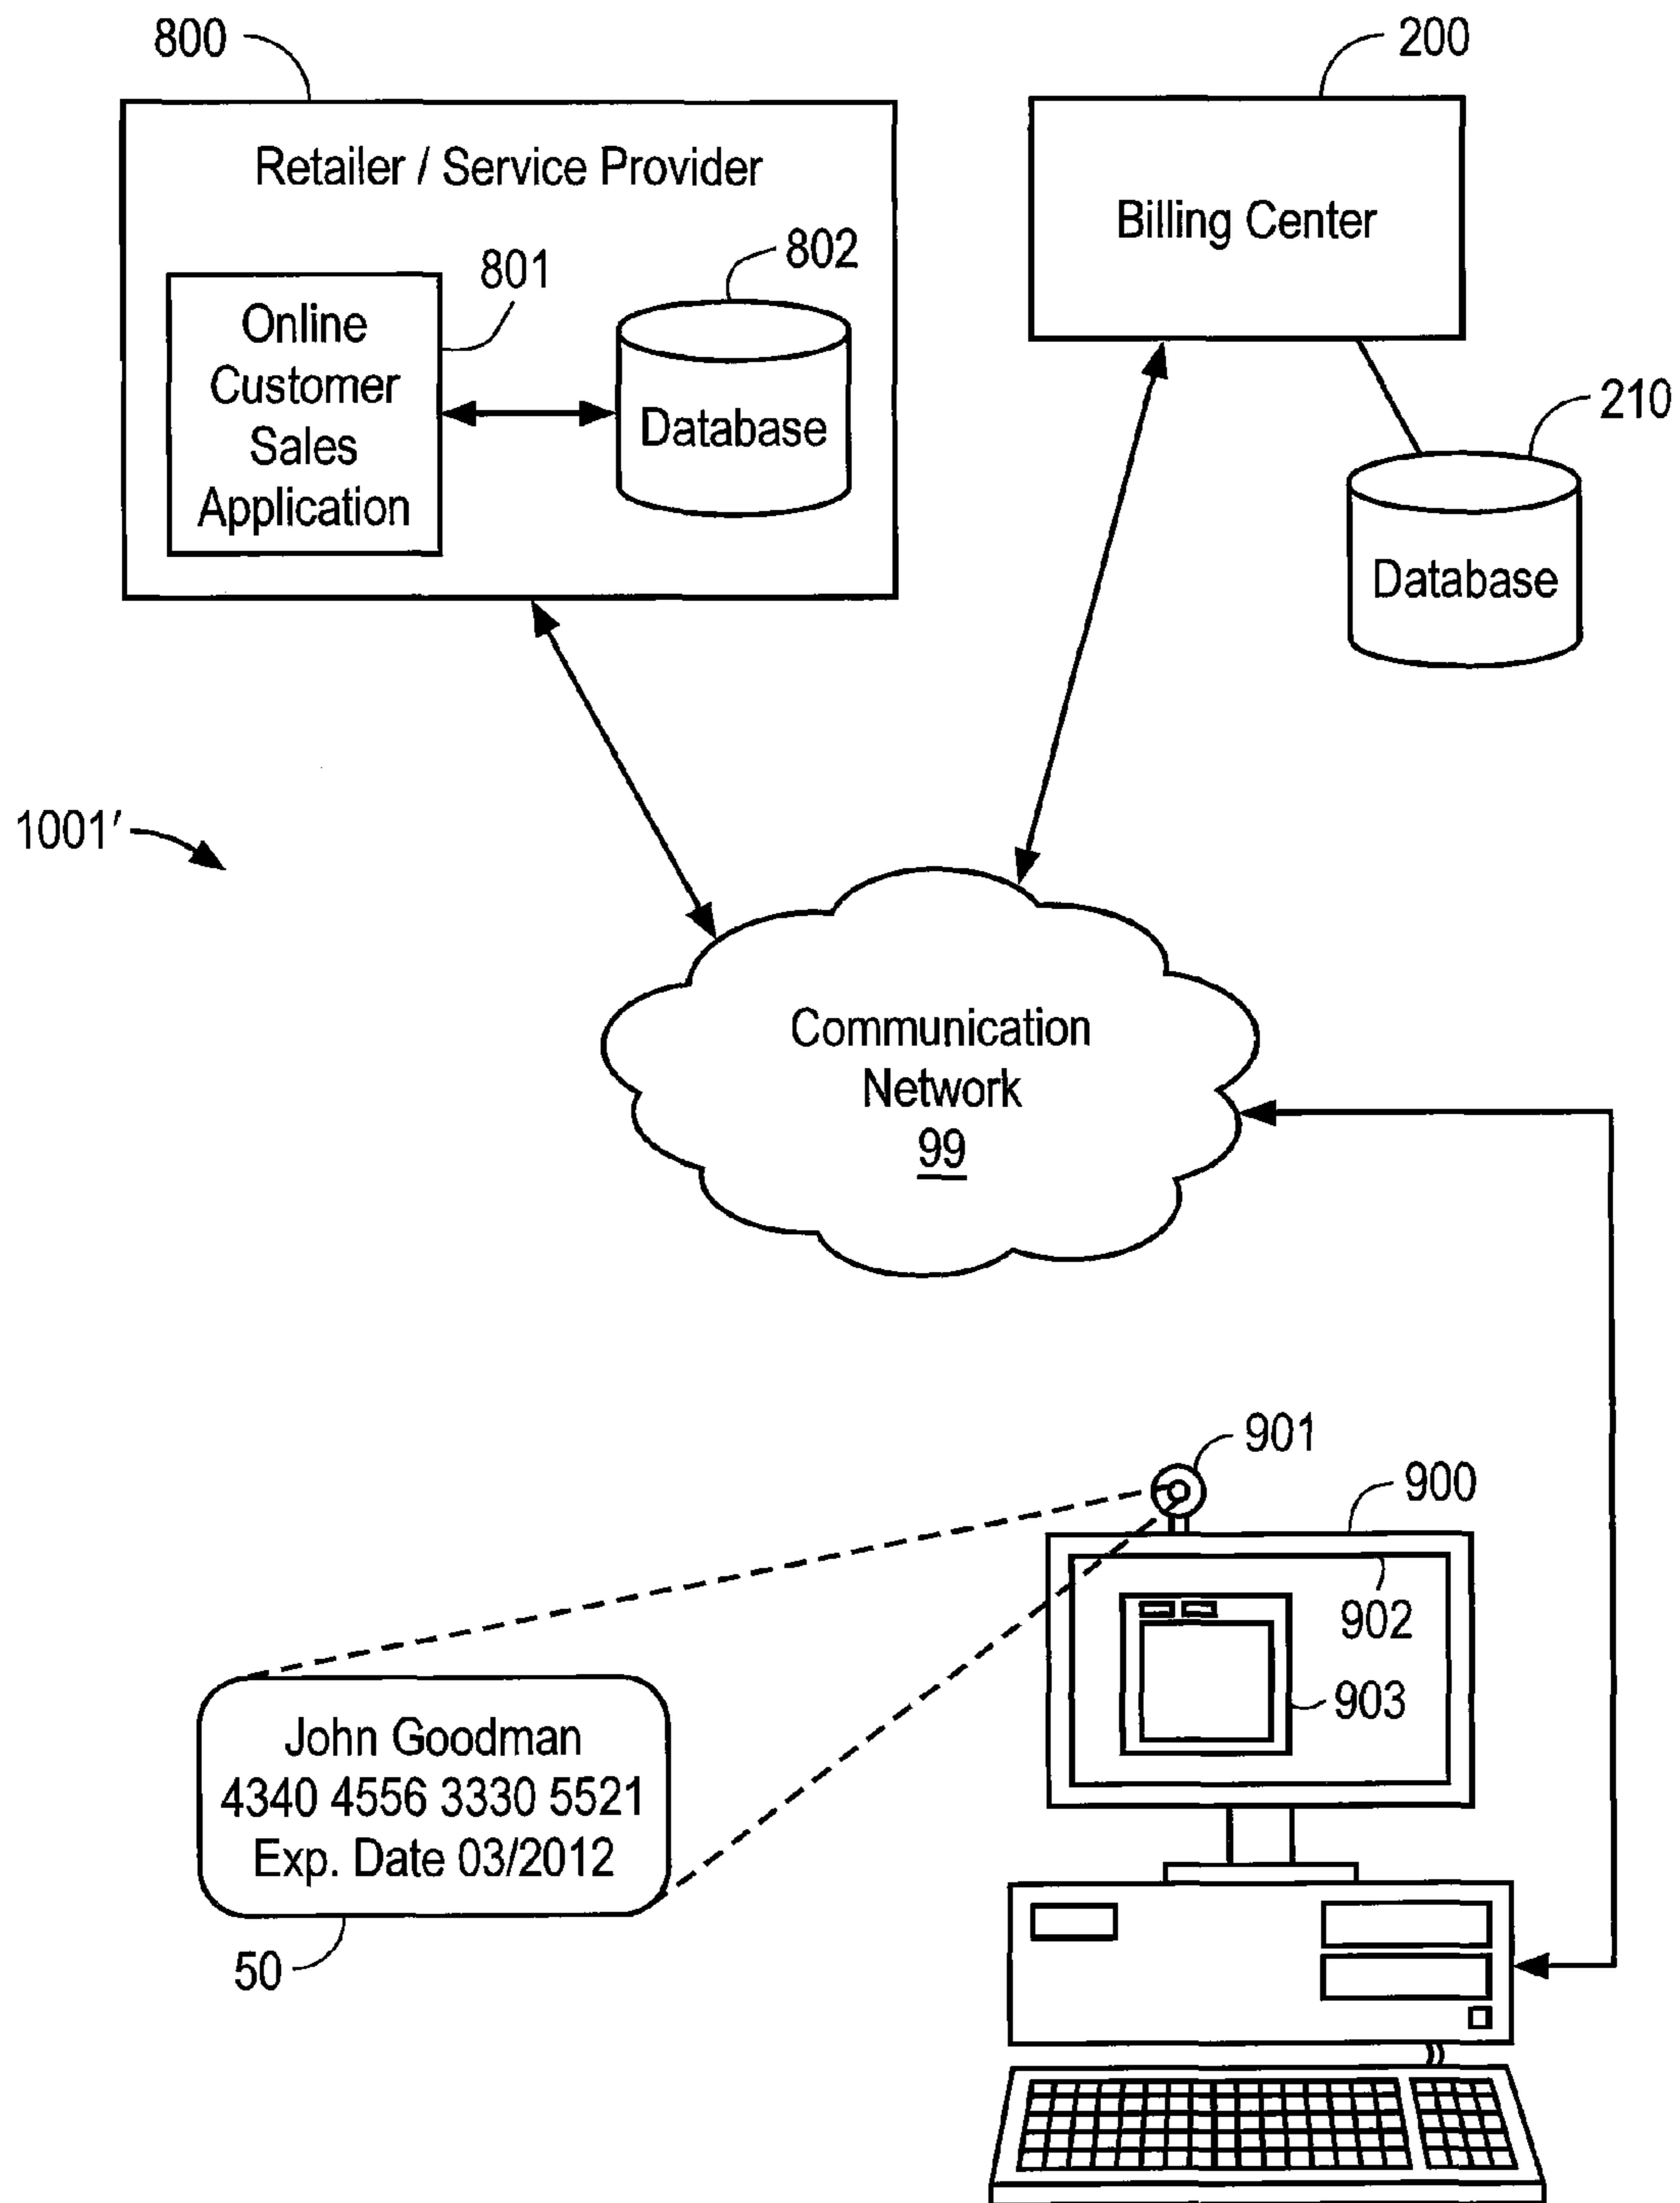 800
200
Retailer / Service Provider
Billing Center
801
802
Online
Customer
Sales
Application
Database
210
Database
1001′
Communication
Network
99
901
900
902
903
John Goodman
4340 4556 3330 5521
Exp. Date 03/2012
50